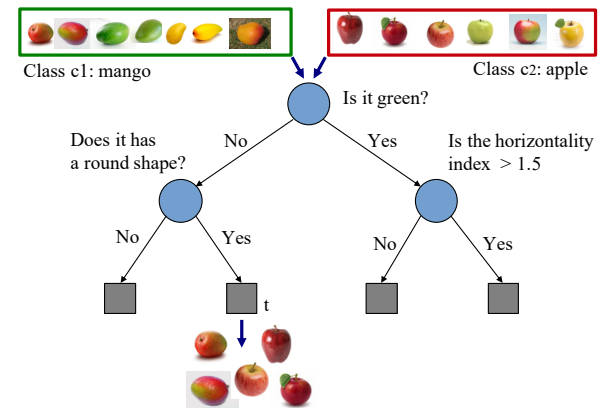 Class c1: mango
Class c2: apple
Is it green?
Does it has
a round shape?
No
Yes
Is the horizontality
index > 1.5
No
Yes
No
Yes
t